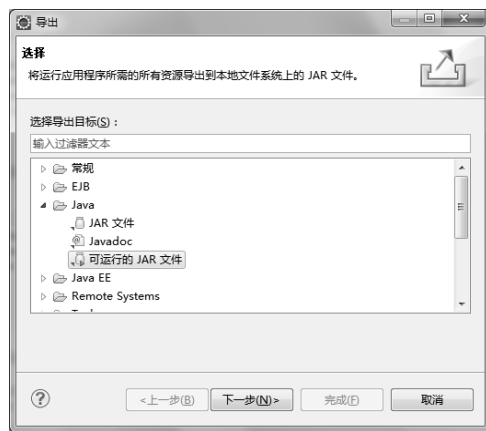 导出
选择
将运行应用程序所需的所有资源导出到本地文件系统上的 JAR 文件。
选择导出目标(S)：
输入过滤器文本
常规
EJB
Java
JAR 文件
Javadoc
可运行的 JAR 文件
Java EE
Remote Systems
<上一步(B)
下一步(N)>
完成(F)
取消